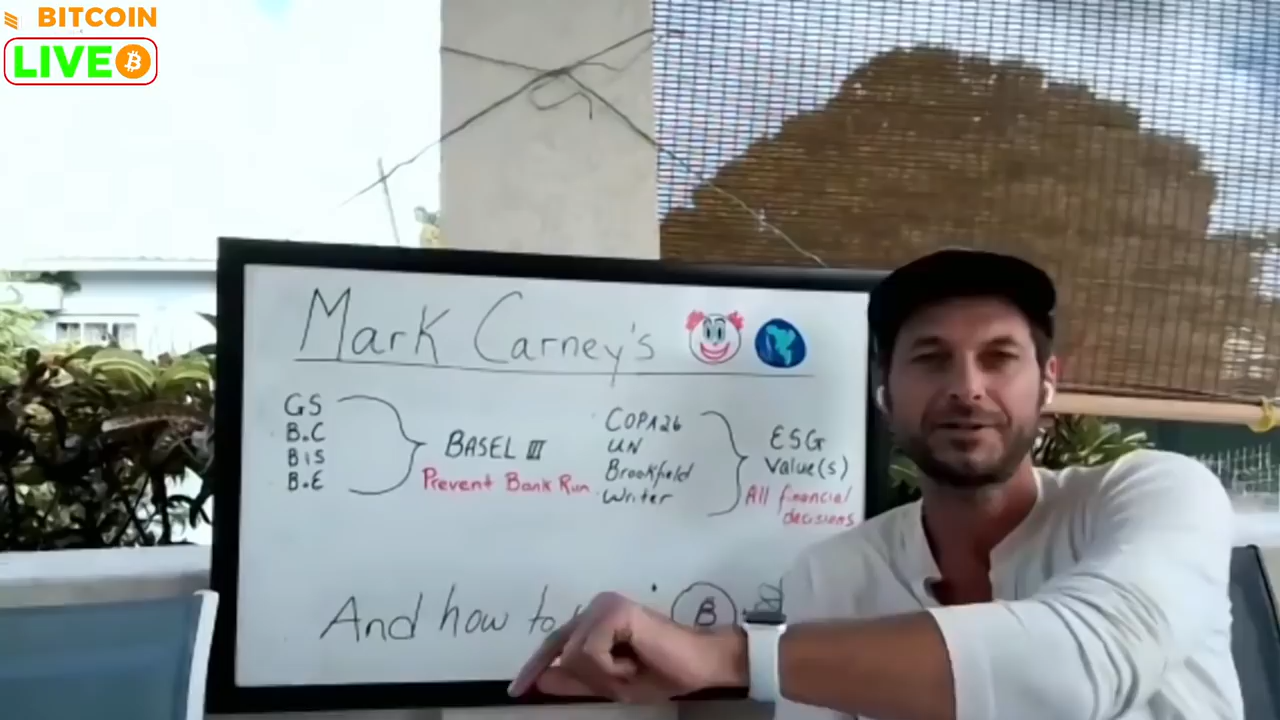 BITCOIN
LIVE
Mark Carney's
GS
B.C
BiS
B.E
BASEL III
Prevent Bank Run
COPA26
UN
Brookfield
Writer
ESG
Value(s)
All financial
decisions
And how to
B